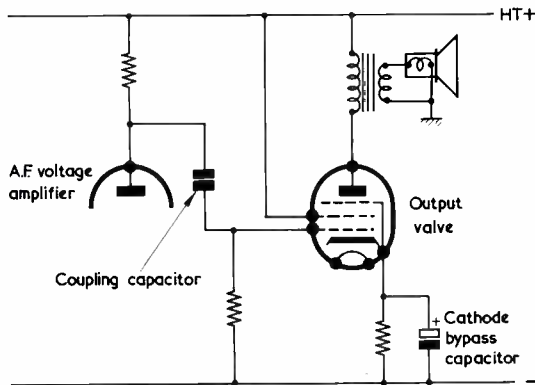 HT+
A.F voltage
amplifier
Output
valve
Coupling capacitor
+ Cathode
bypass
capacitor
−